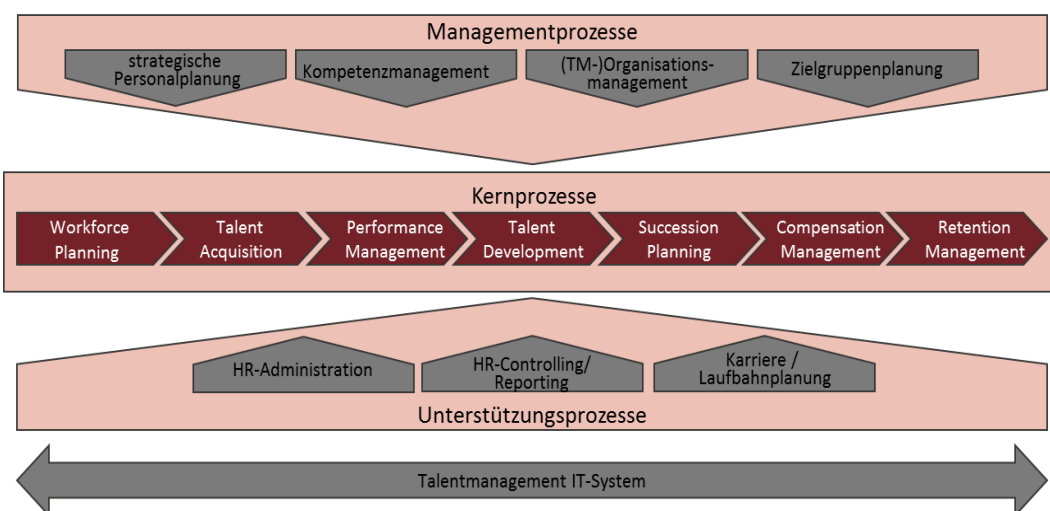 Managementprozesse
strategische
Personalplanung
Kompetenzmanagement
(TM-)Organisations-
management
Zielgruppenplanung
Kernprozesse
Workforce
Planning
Talent
Acquisition
Performance
Management
Talent
Development
Succession
Planning
Compensation
Management
Retention
Management
HR-Administration
HR-Controlling/
Reporting
Karriere /
Laufbahnplanung
Unterstützungsprozesse
Talentmanagement IT-System